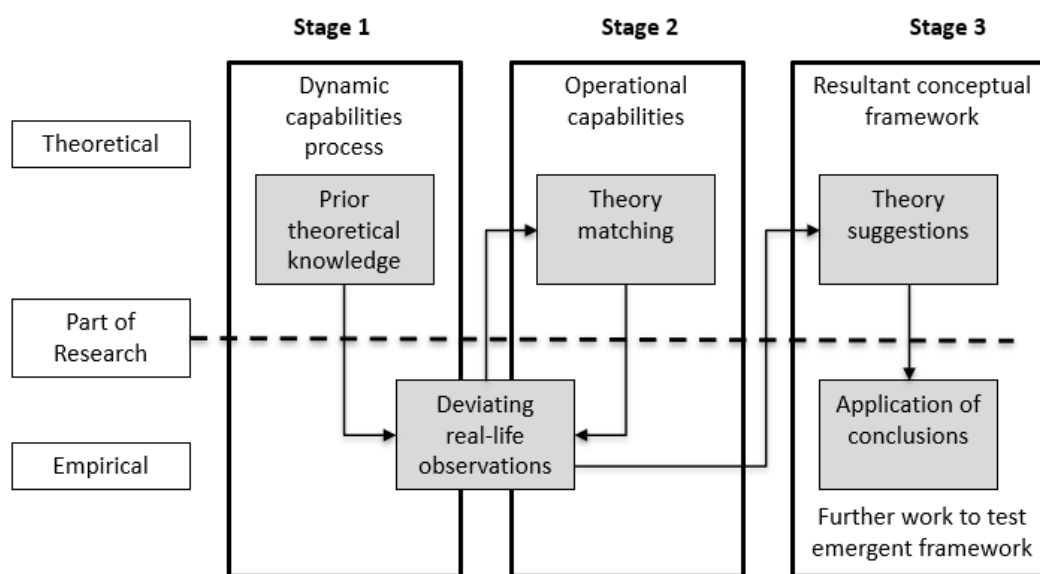 Stage 1
Stage 2
Stage 3
Dynamic
capabilities
process
Operational
capabilities
Resultant conceptual
framework
Theoretical
Prior
theoretical
knowledge
Theory
matching
Theory
suggestions
Part of
Research
Deviating
real-life
observations
Application of
conclusions
Empirical
Further work to test
emergent framework